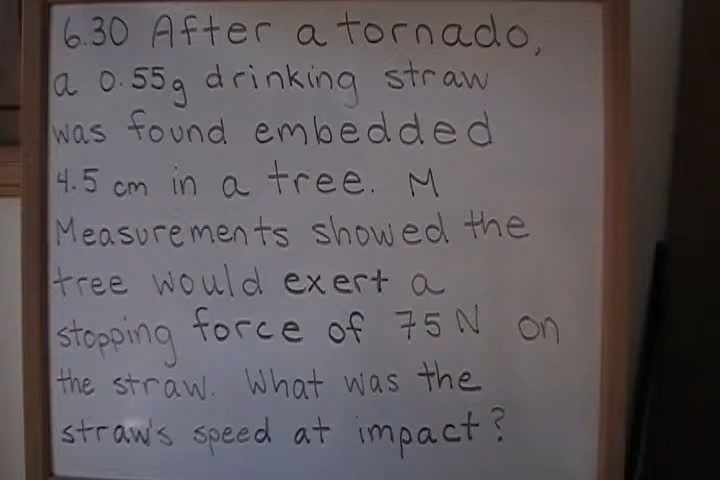 6.30 After a tornado,
a 0.55g drinking straw
was found embedded
4.5 cm in a tree. M
Measurements showed the
tree would exert a
stopping force of 75 N on
the straw. What was the
straw's speed at impact?